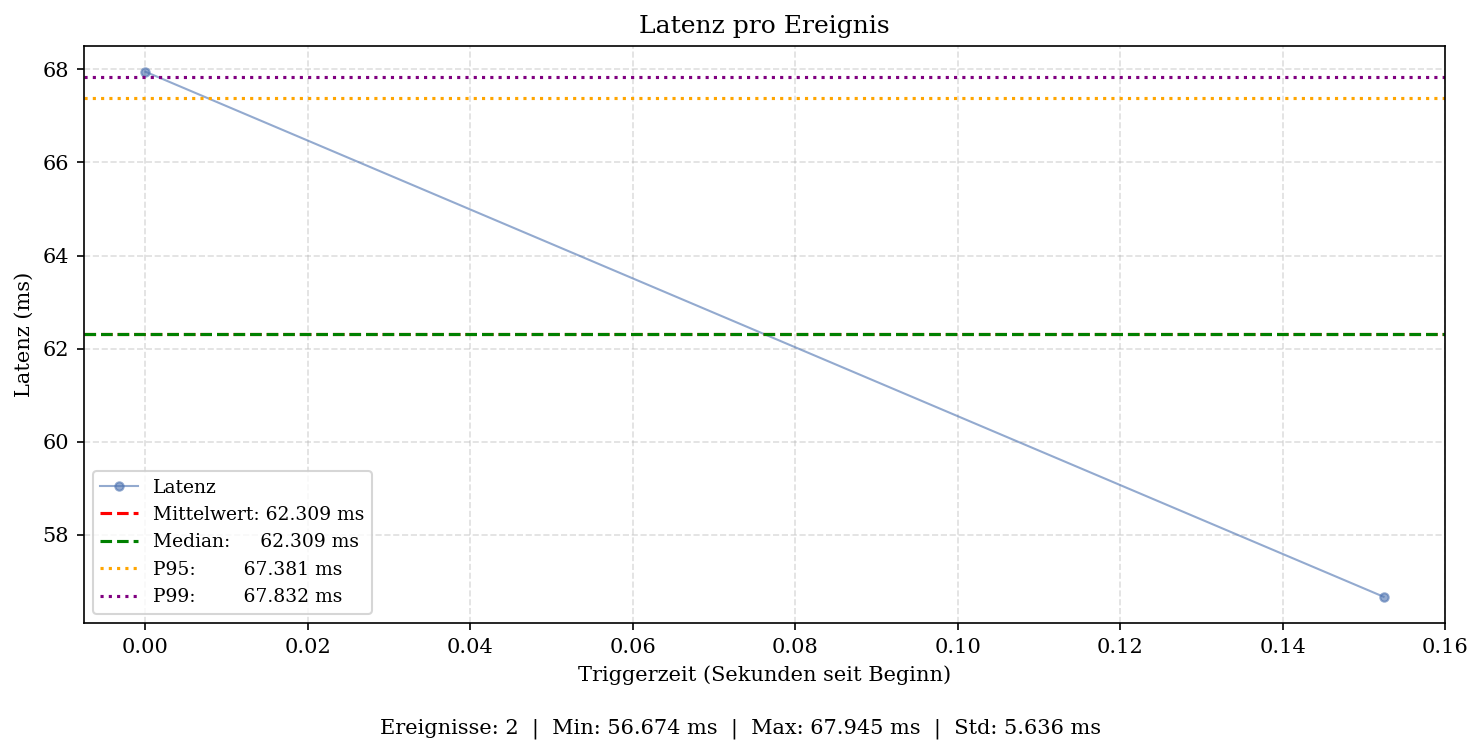 Latenz pro Ereignis
Latenz (ms)
68
66
64
62
60
58
Latenz
Mittelwert: 62.309 ms
Median: 62.309 ms
P95: 67.381 ms
P99: 67.832 ms
0.00 0.02 0.04 0.06 0.08 0.10 0.12 0.14 0.16
Triggerzeit (Sekunden seit Beginn)
Ereignisse: 2 | Min: 56.674 ms | Max: 67.945 ms | Std: 5.636 ms